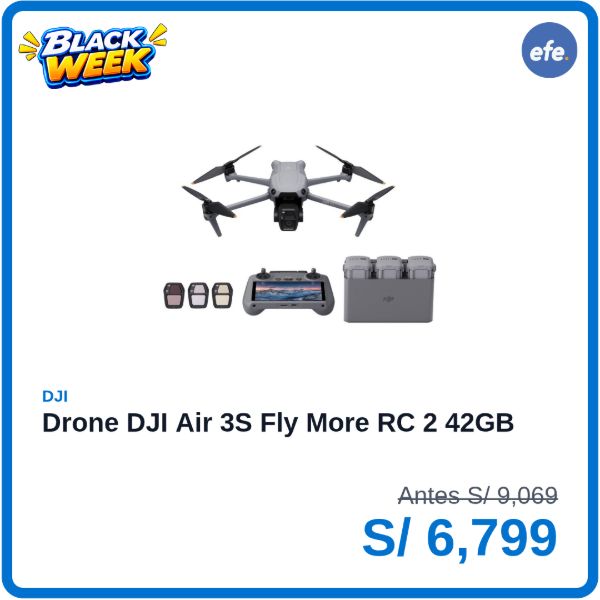 BLACK
WEEK
efe.
DJI
Drone DJI Air 3S Fly More RC 2 42GB
Antes S/ 9,069
S/ 6,799